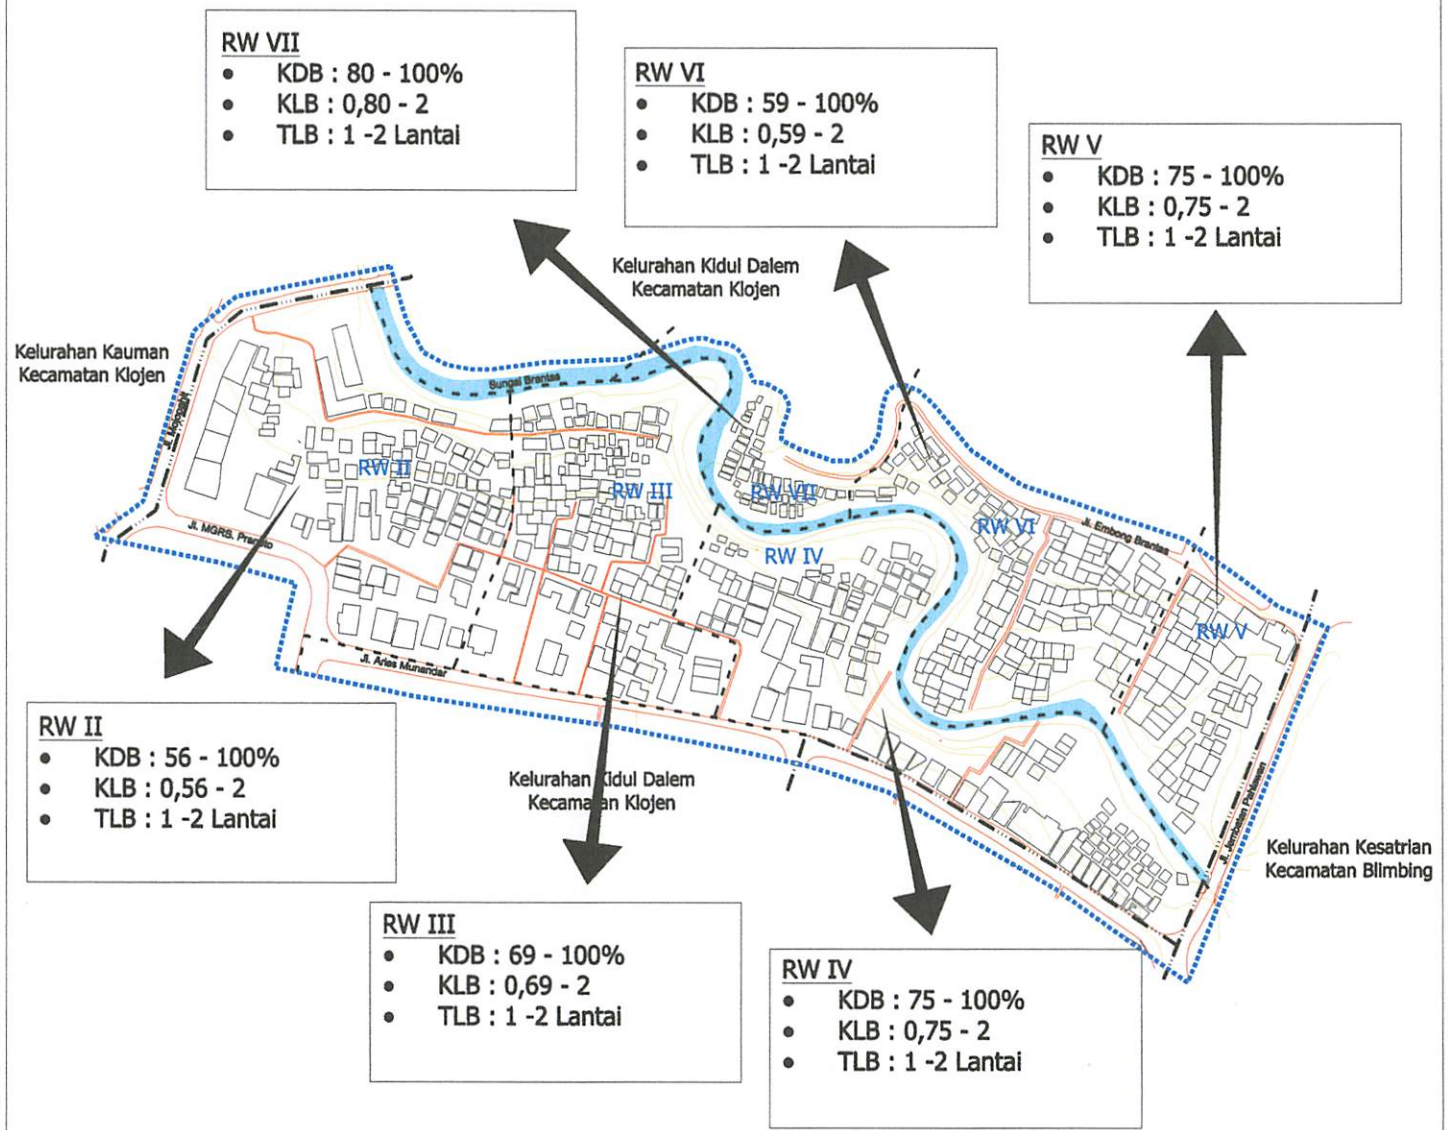 RW VII
• KDB : 80 - 100%
• KLB : 0,80 - 2
• TLB : 1 -2 Lantai
RW VI
• KDB : 59 - 100%
• KLB : 0,59 - 2
• TLB : 1 -2 Lantai
RW V
• KDB : 75 - 100%
• KLB : 0,75 - 2
• TLB : 1 -2 Lantai
Kelurahan Kidul Dalem
Kecamatan Klojen
Kelurahan Kauman
Kecamatan Klojen
Sungai Brantas
Jl. Majapahit
RW II
RW III
RW VII
RW VI
RW IV
RW V
Jl. Embong Brantas
Jl. MGRS. Pranoto
Jl. Aries Munandar
Jl. Jembatan Pahlawan
Kelurahan Kidul Dalem
Kecamatan Klojen
Kelurahan Kesatrian
Kecamatan Blimbing
RW II
• KDB : 56 - 100%
• KLB : 0,56 - 2
• TLB : 1 -2 Lantai
RW III
• KDB : 69 - 100%
• KLB : 0,69 - 2
• TLB : 1 -2 Lantai
RW IV
• KDB : 75 - 100%
• KLB : 0,75 - 2
• TLB : 1 -2 Lantai